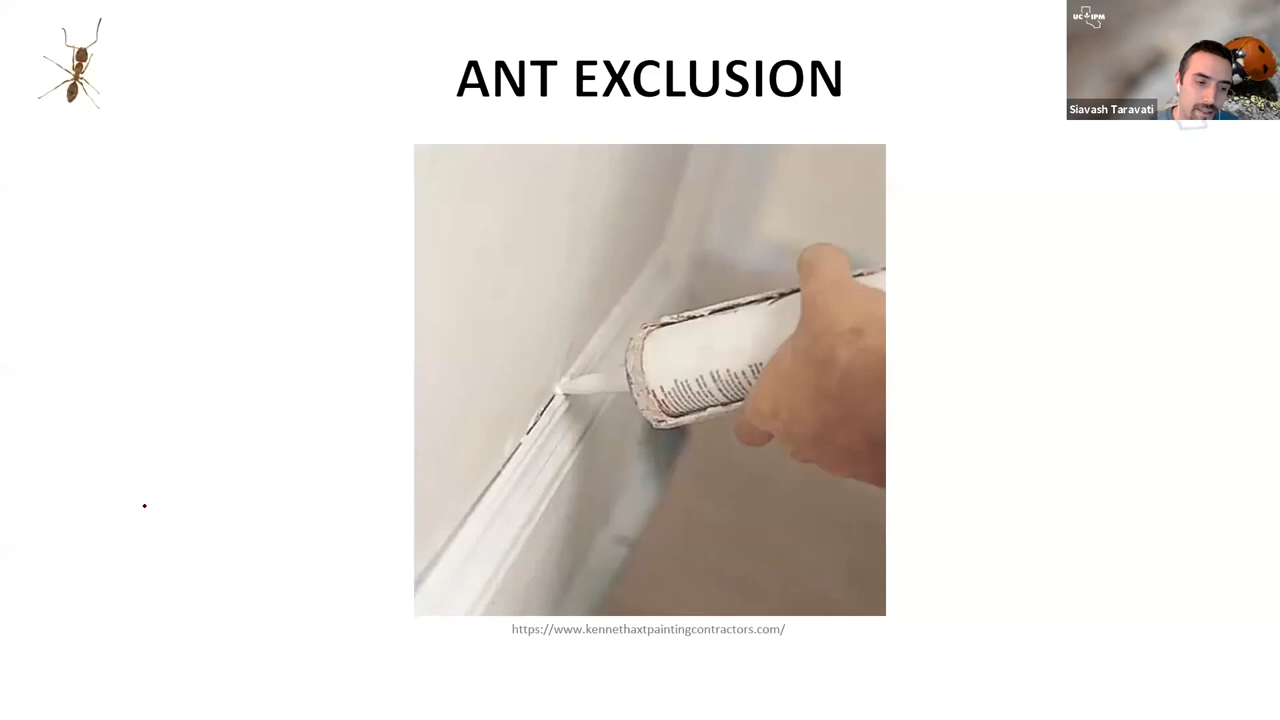 UC IPM
ANT EXCLUSION
Siavash Taravati
https://www.kennethaxtpaintingcontractors.com/